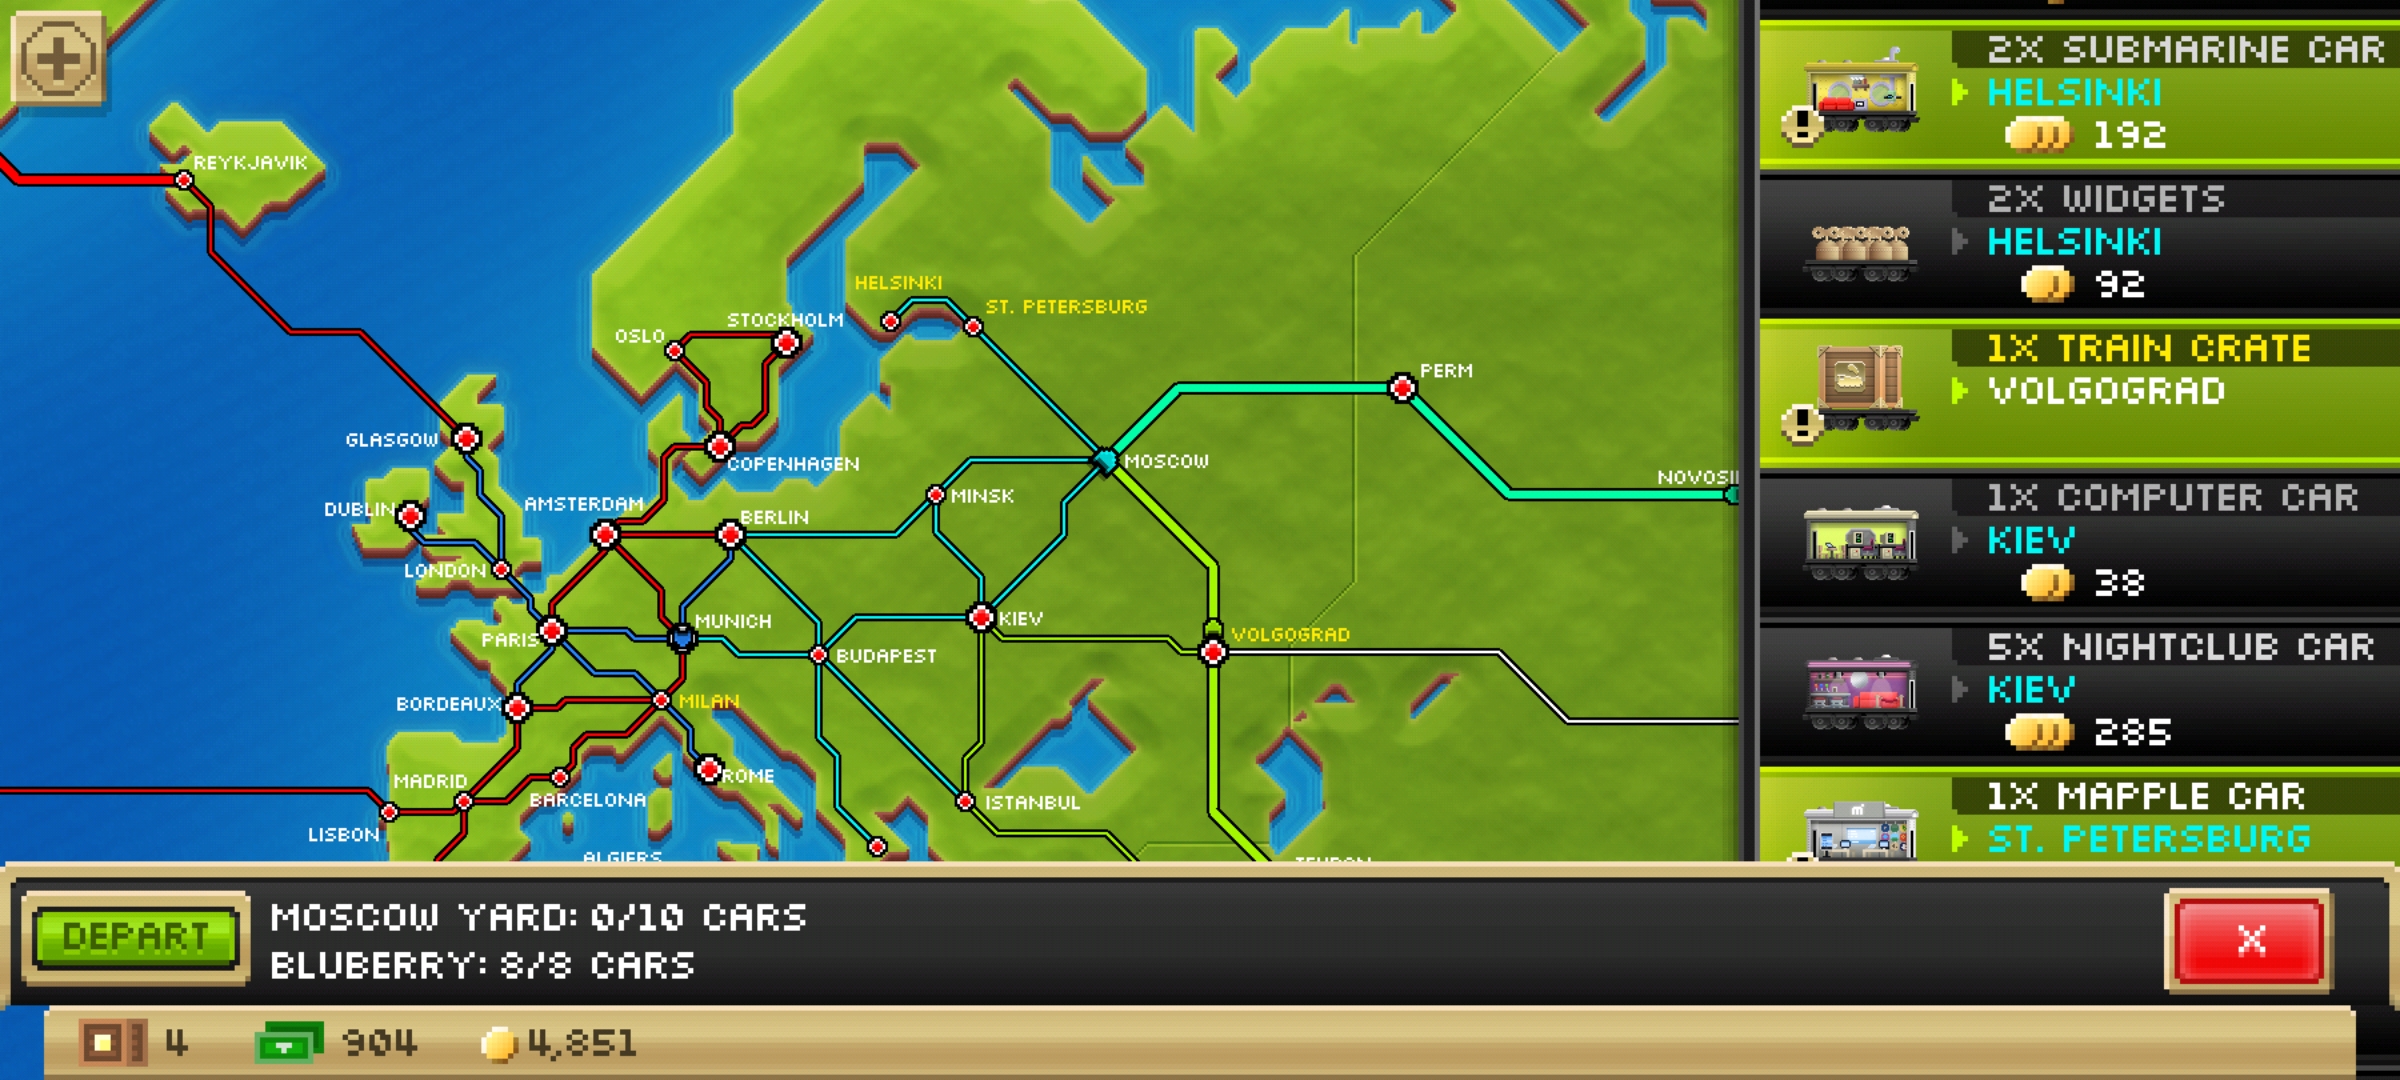 REYKJAVIK
HELSINKI
ST. PETERSBURG
STOCKHOLM
OSLO
PERM
GLASGOW
COPENHAGEN
MOSCOW
DUBLIN
AMSTERDAM
BERLIN
MINSK
LONDON
PARIS
MUNICH
KIEV
VOLGOGRAD
BUDAPEST
BORDEAUX
MILAN
ROME
MADRID
BARCELONA
ISTANBUL
LISBON
ALGIERS
2X SUBMARINE CAR
HELSINKI
192
2X WIDGETS
HELSINKI
92
1X TRAIN CRATE
VOLGOGRAD
1X COMPUTER CAR
KIEV
38
5X NIGHTCLUB CAR
KIEV
285
1X MAPPLE CAR
ST. PETERSBURG
DEPART
MOSCOW YARD: 0/10 CARS
BLUBERRY: 8/8 CARS
X
4
904
4,851